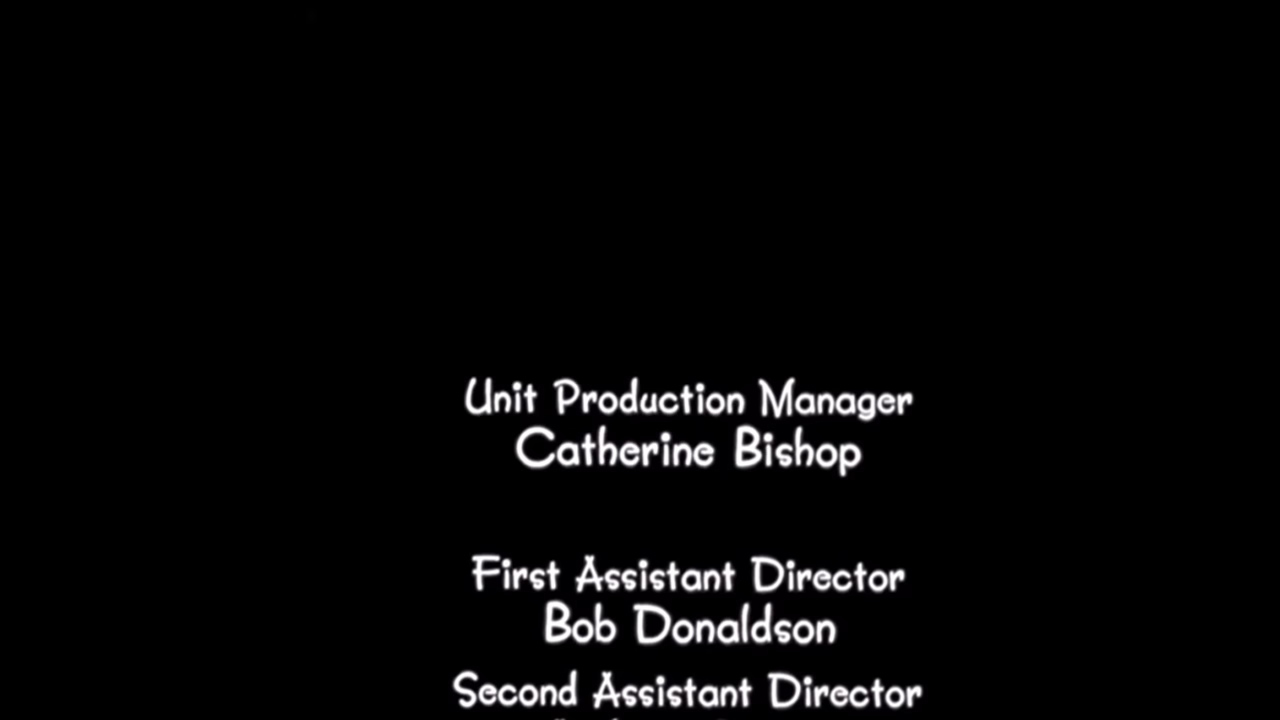 Unit Production Manager
Catherine Bishop
First Assistant Director
Bob Donaldson
Second Assistant Director